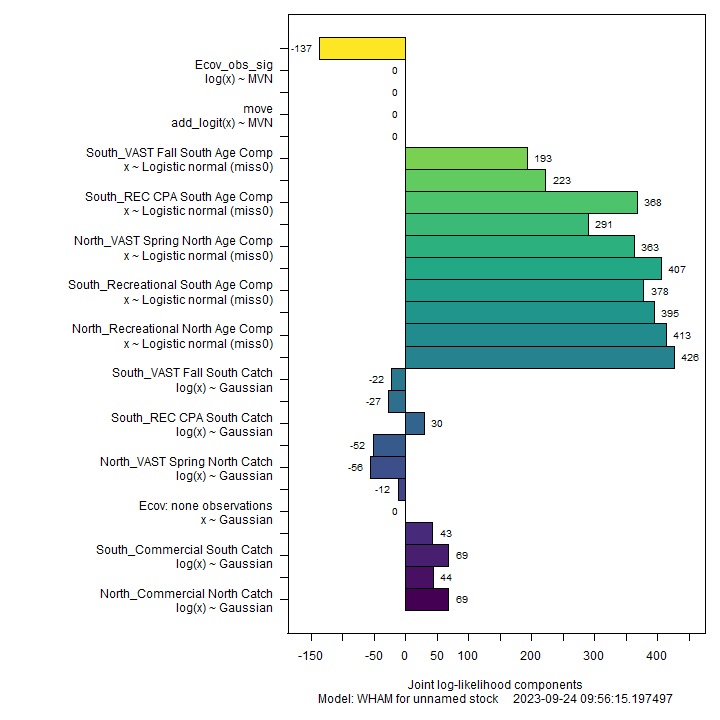 -137
Ecov_obs_sig
log(x) ~ MVN
0
0
move
add_logit(x) ~ MVN
0
0
South_VAST Fall South Age Comp
x ~ Logistic normal (miss0)
193
223
South_REC CPA South Age Comp
x ~ Logistic normal (miss0)
368
291
North_VAST Spring North Age Comp
x ~ Logistic normal (miss0)
363
407
South_Recreational South Age Comp
x ~ Logistic normal (miss0)
378
395
North_Recreational North Age Comp
x ~ Logistic normal (miss0)
413
426
South_VAST Fall South Catch
log(x) ~ Gaussian
-22
-27
South_REC CPA South Catch
log(x) ~ Gaussian
30
-52
North_VAST Spring North Catch
log(x) ~ Gaussian
-56
-12
Ecov: none observations
x ~ Gaussian
0
43
South_Commercial South Catch
log(x) ~ Gaussian
69
44
North_Commercial North Catch
log(x) ~ Gaussian
69
-150 -50 0 50 100 200 300 400
Joint log-likelihood components
Model: WHAM for unnamed stock 2023-09-24 09:56:15.197497